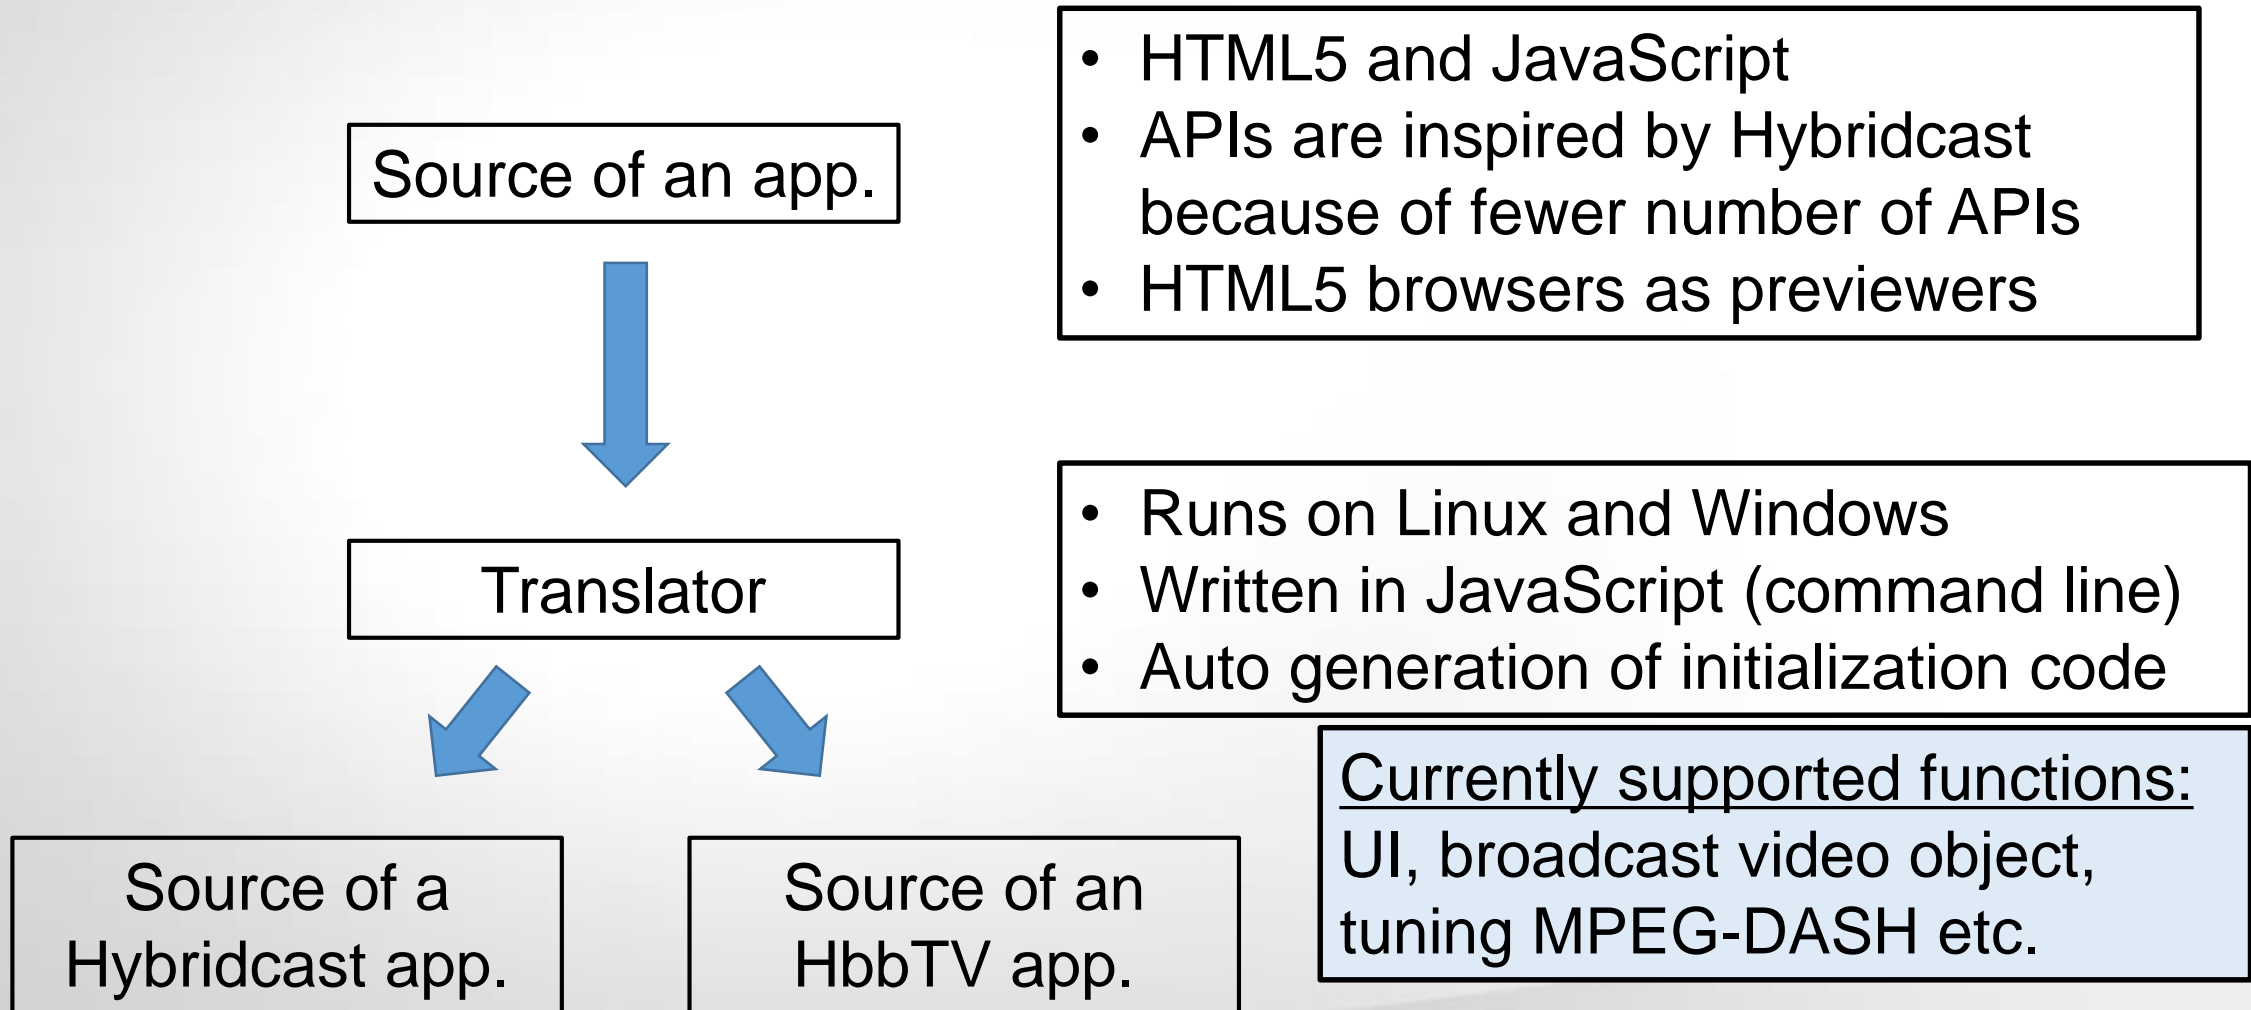 Source of an app.
• HTML5 and JavaScript
• APIs are inspired by Hybridcast
because of fewer number of APIs
• HTML5 browsers as previewers
Translator
• Runs on Linux and Windows
• Written in JavaScript (command line)
• Auto generation of initialization code
Currently supported functions:
UI, broadcast video object,
tuning MPEG-DASH etc.
Source of a
Hybridcast app.
Source of an
HbbTV app.